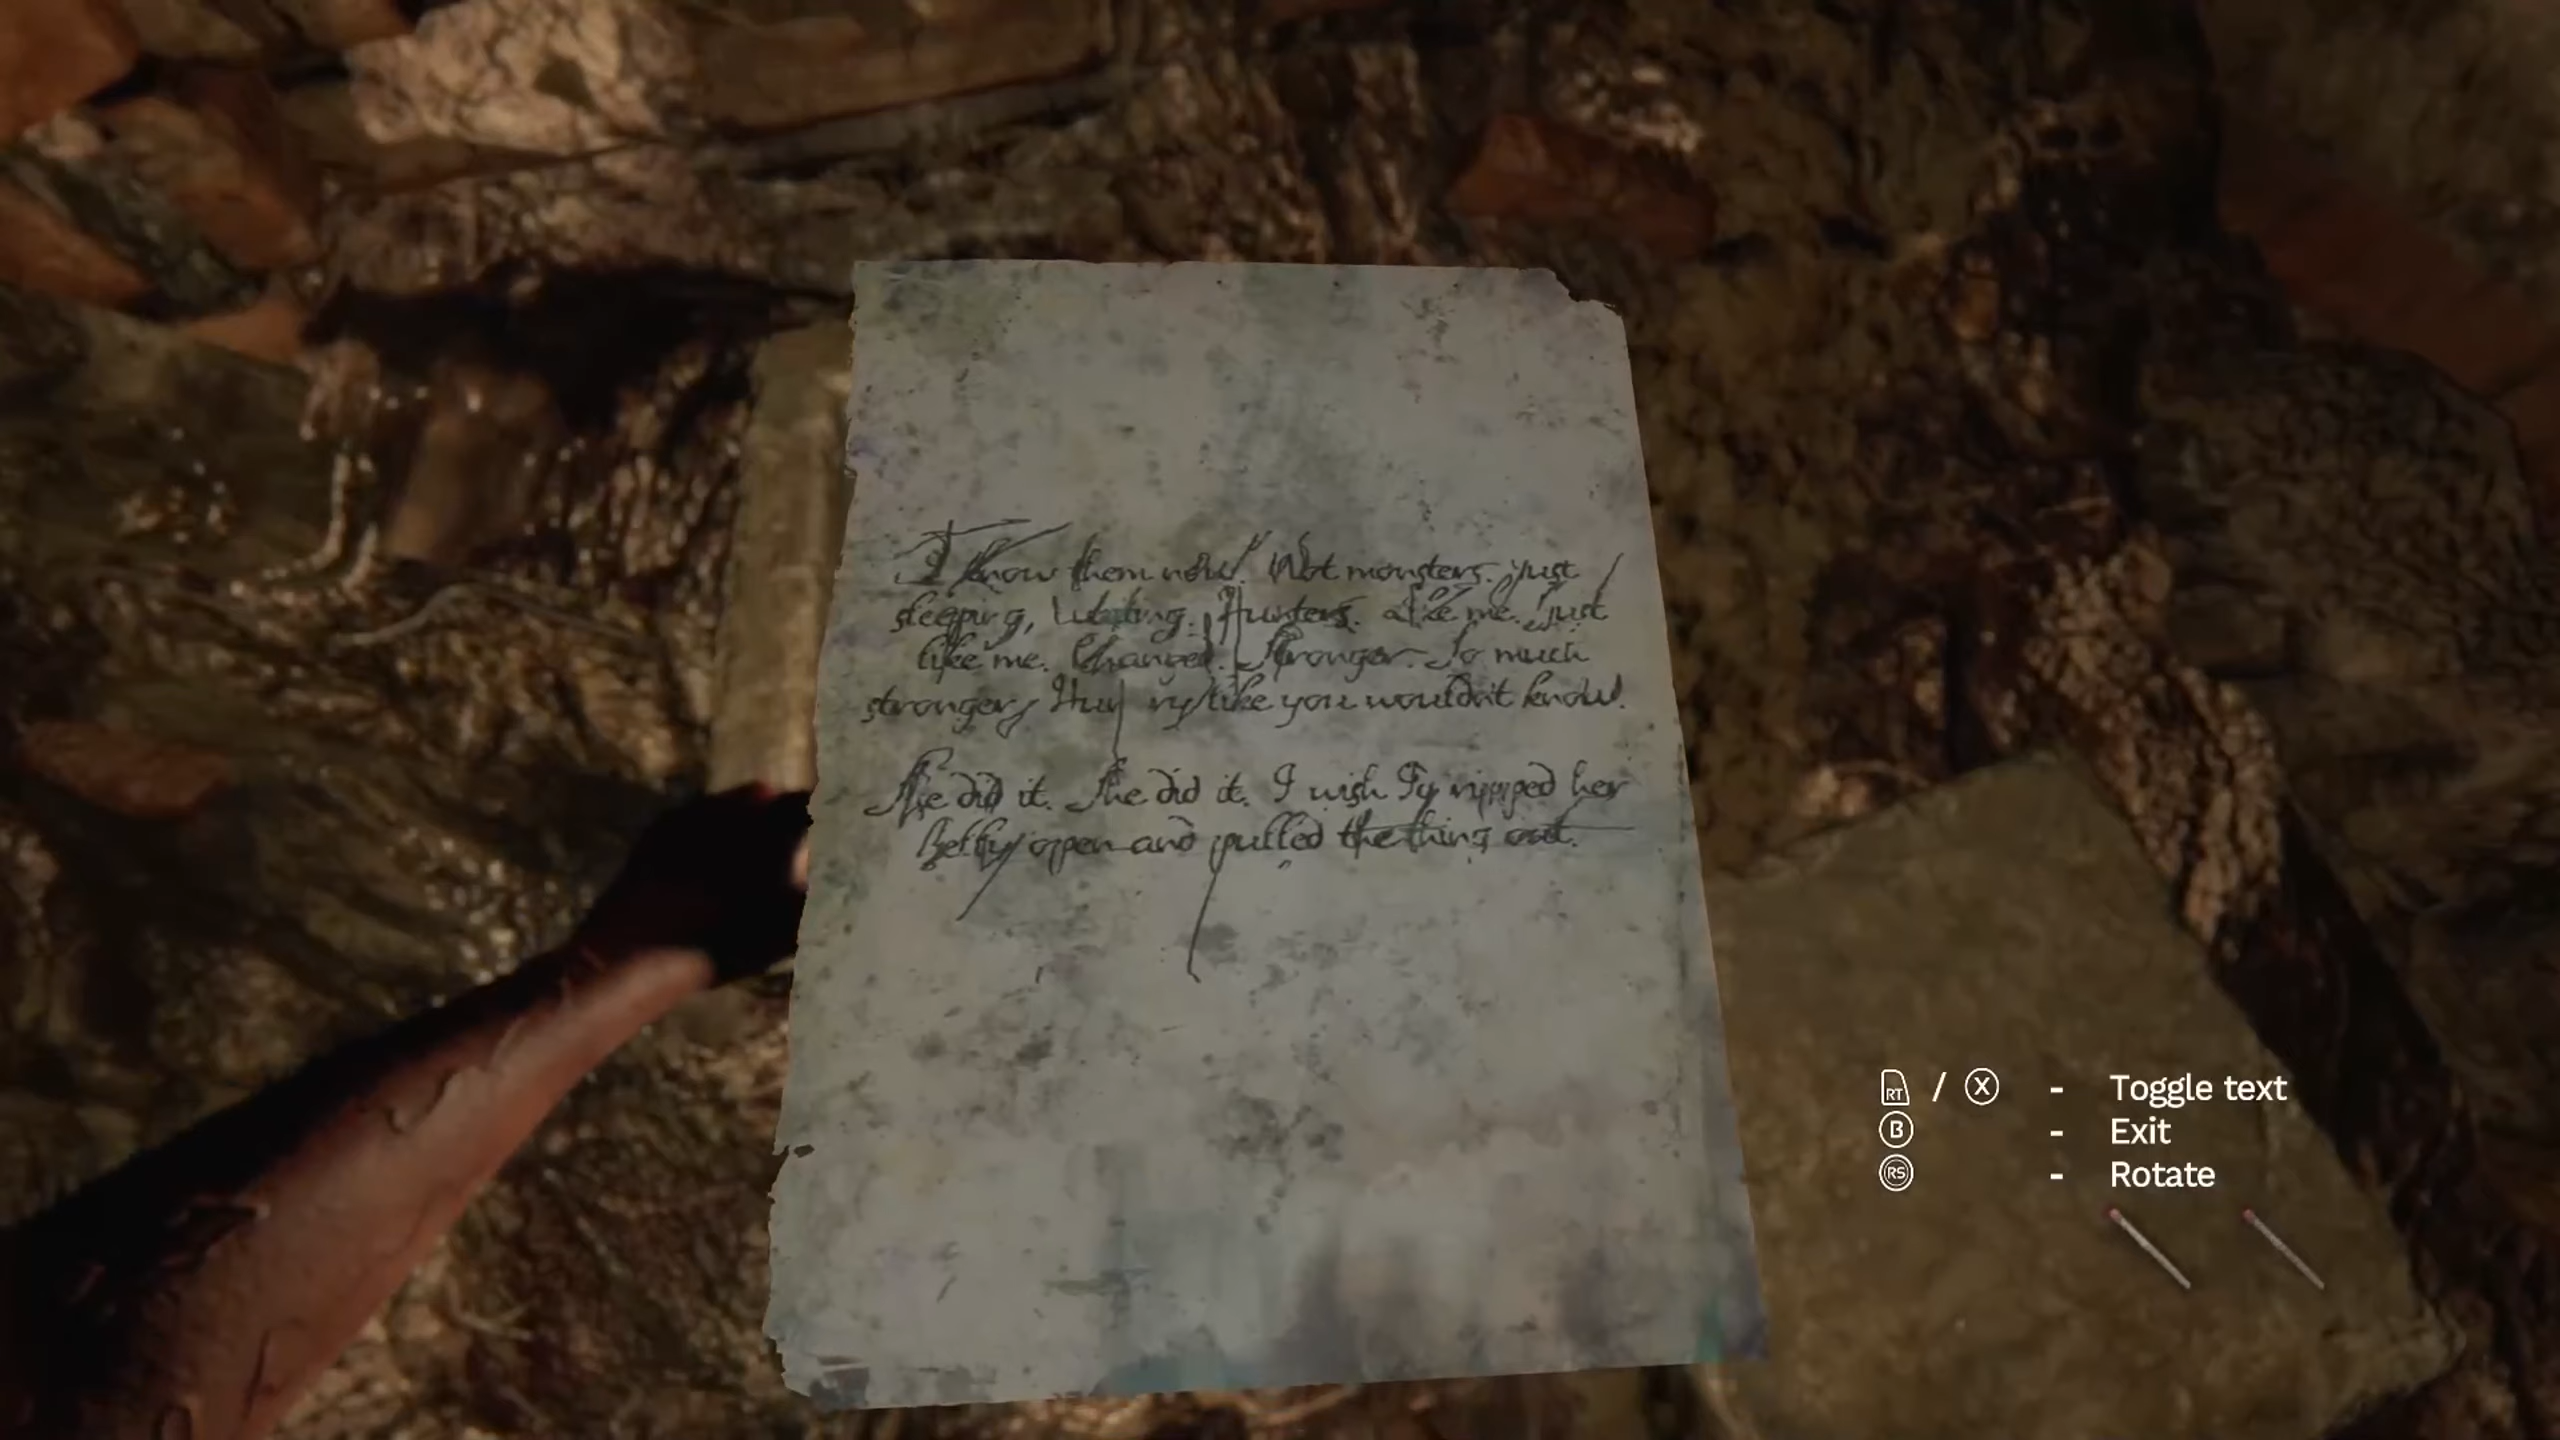 I know them now. Not monsters. just
sleeping, waiting. Hunters. Like me. Just
like me. Changed. Stronger. So much
stronger. Hungry like you wouldn't know.
She did it. She did it. I wish I'd ripped her
belly open and pulled the thing out.
RT / X - Toggle text
B - Exit
RS - Rotate